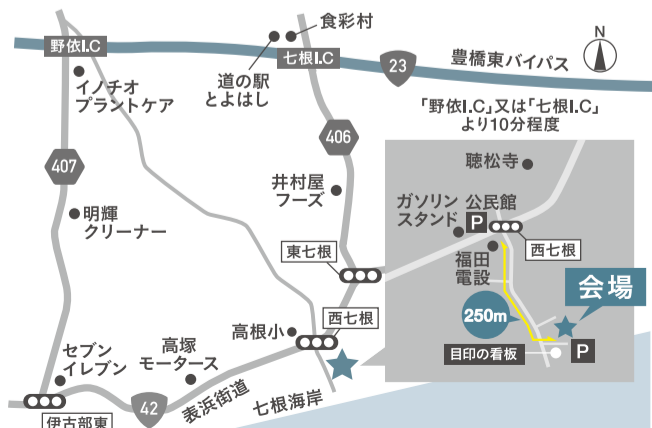 食彩村
野依I.C
七根I.C
道の駅
とよはし
イノチオ
プラントケア
23
豊橋東バイパス
N
「野依I.C」又は「七根I.C」
より10分程度
406
407
井村屋
フーズ
明輝
クリーナー
聴松寺
ガソリン
スタンド
公民館
P
西七根
東七根
福田
電設
会場
250m
目印の看板
P
高根小
西七根
セブン
イレブン
高塚
モータース
42
表浜街道
七根海岸
伊古部東